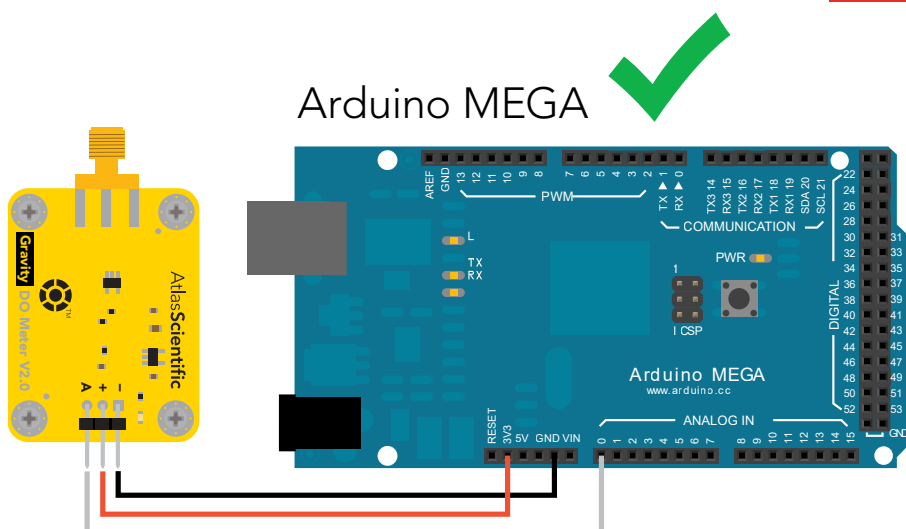 Arduino MEGA
AREF
GND
13
12
11
10
9
8
7
6
5
4
3
2
TX ▶ 1
RX ▶ 0
TX3 14
RX3 15
TX2 16
RX2 17
TX1 18
RX1 19
SDA 20
SCL 21
PWM
COMMUNICATION
L
TX
RX
PWR
1
ICSP
Arduino MEGA
www.arduino.cc
22
24
26
28
30 31
32 33
34 35
36 37
38 39
40 41
42 43
44 45
46 47
48 49
50 51
52 53
DIGITAL
GND
ANALOG IN
RESET
3V3
5V
GND
VIN
0
1
2
3
4
5
6
7
8
9
10
11
12
13
14
15
Gravity DO Meter V2.0
TM
AtlasScientific
A + −